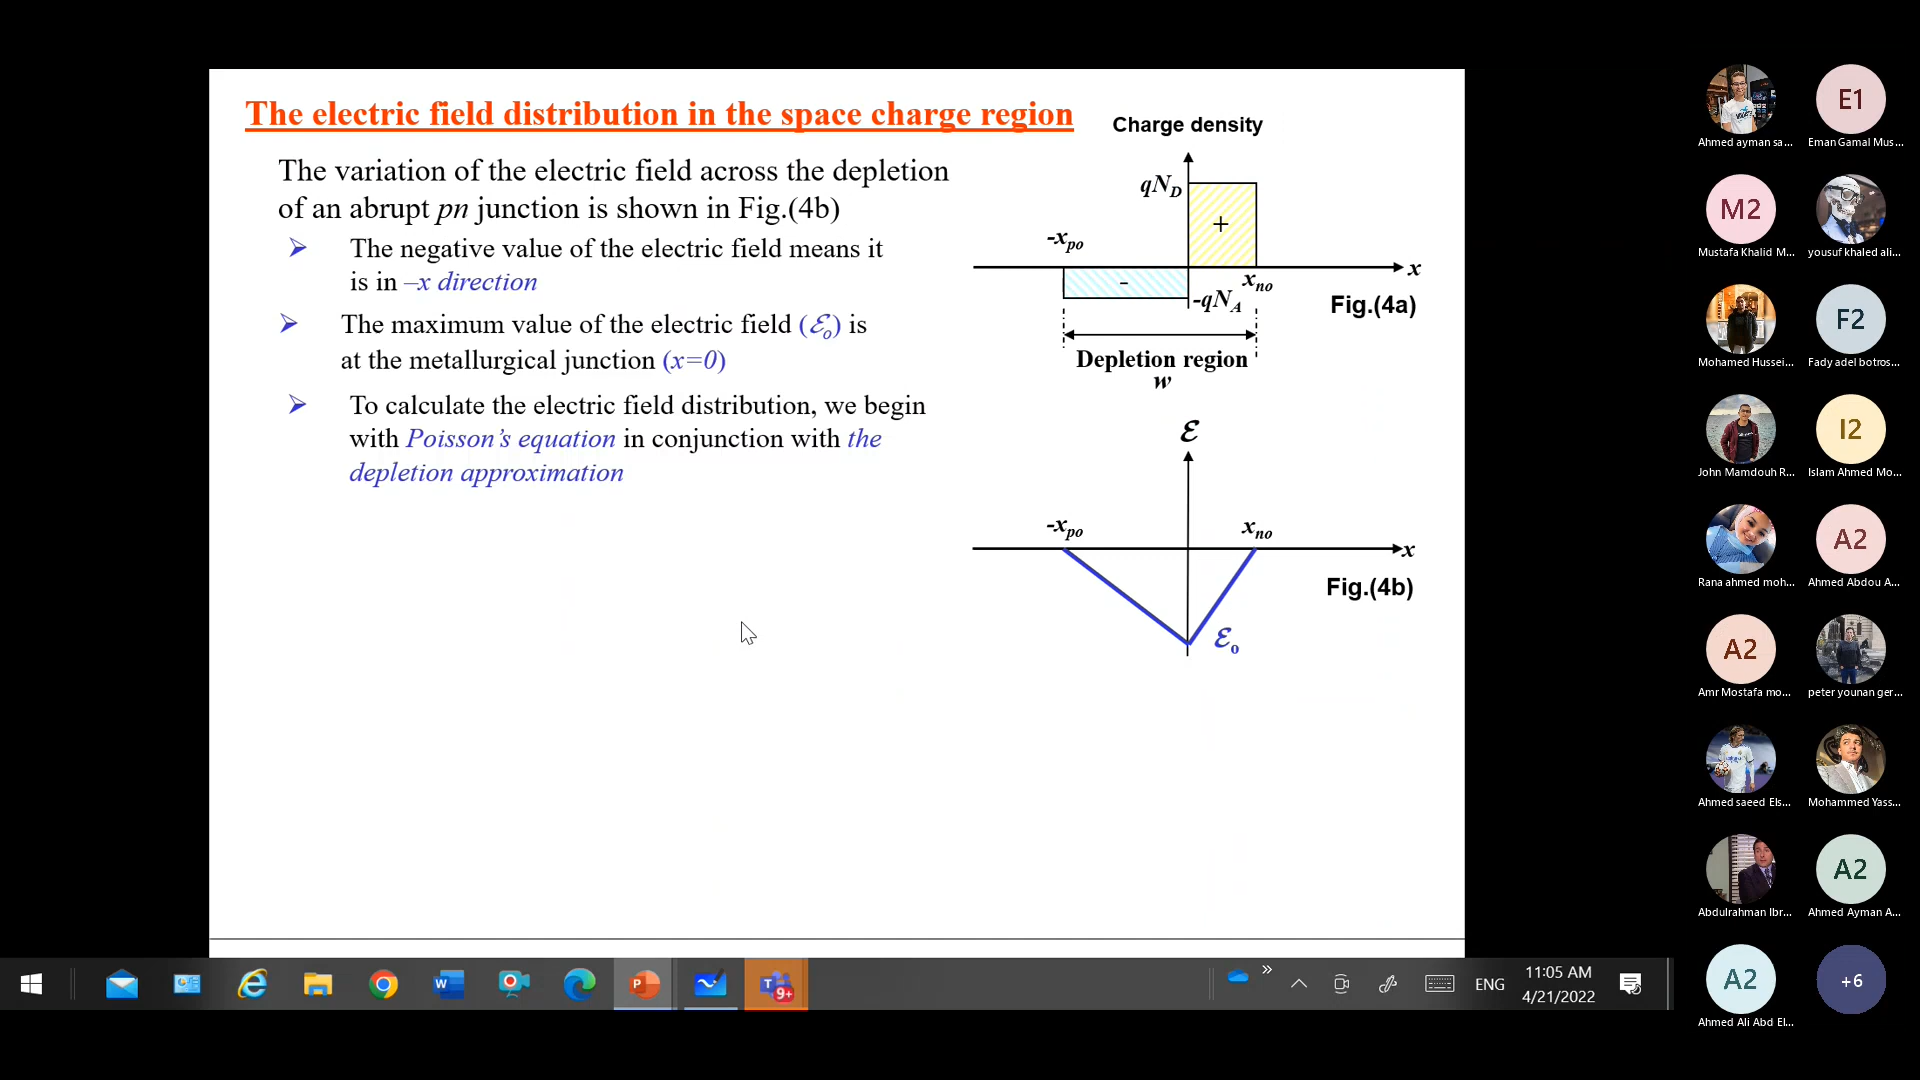 The electric field distribution in the space charge region
The variation of the electric field across the depletion
of an abrupt pn junction is shown in Fig.(4b)
➢ The negative value of the electric field means it
is in –x direction
➢ The maximum value of the electric field (ℰo) is
at the metallurgical junction (x=0)
➢ To calculate the electric field distribution, we begin
with Poisson's equation in conjunction with the
depletion approximation
Charge density
qND
+
-xpo
x
-
xno
-qNA
Fig.(4a)
Depletion region
w
ℰ
-xpo
xno
x
Fig.(4b)
ℰo
E1
Ahmed ayman sa...
Eman Gamal Mus...
M2
Mustafa Khalid M...
yousuf khaled ali...
F2
Mohamed Hussei...
Fady adel botros...
I2
John Mamdouh R...
Islam Ahmed Mo...
A2
Rana ahmed moh...
Ahmed Abdou A...
A2
Amr Mostafa mo...
peter younan ger...
Ahmed saeed Els...
Mohammed Yass...
A2
Abdulrahman Ibr...
Ahmed Ayman A...
A2
+6
Ahmed Ali Abd El...
9+
ENG
11:05 AM
4/21/2022